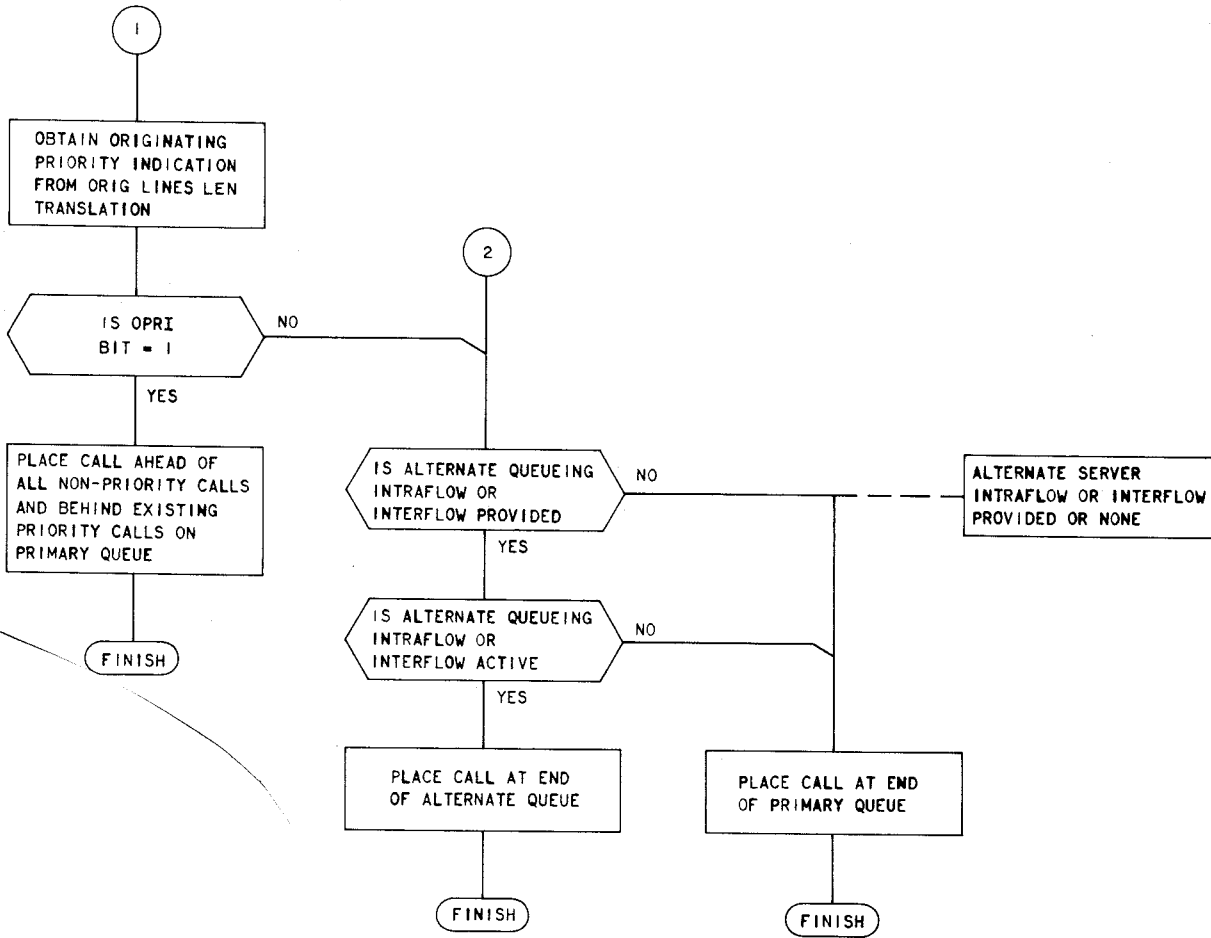 1
OBTAIN ORIGINATING
PRIORITY INDICATION
FROM ORIG LINES LEN
TRANSLATION
2
IS OPRI
BIT = 1
NO
YES
PLACE CALL AHEAD OF
ALL NON-PRIORITY CALLS
AND BEHIND EXISTING
PRIORITY CALLS ON
PRIMARY QUEUE
FINISH
IS ALTERNATE QUEUEING
INTRAFLOW OR
INTERFLOW PROVIDED
NO
YES
ALTERNATE SERVER
INTRAFLOW OR INTERFLOW
PROVIDED OR NONE
IS ALTERNATE QUEUEING
INTRAFLOW OR
INTERFLOW ACTIVE
NO
YES
PLACE CALL AT END
OF ALTERNATE QUEUE
FINISH
PLACE CALL AT END
OF PRIMARY QUEUE
FINISH